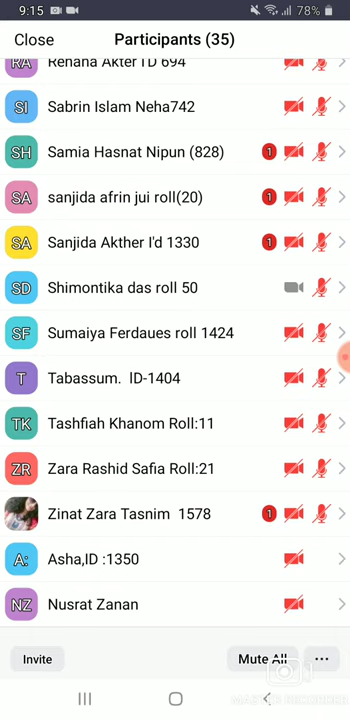 9:15 78%
Close Participants (35)
RA Rehana Akter ID 694
SI Sabrin Islam Neha742
SH Samia Hasnat Nipun (828) 1
SA sanjida afrin jui roll(20) 1
SA Sanjida Akther I'd 1330 1
SD Shimontika das roll 50
SF Sumaiya Ferdaues roll 1424
T Tabassum. ID-1404
TK Tashfiah Khanom Roll:11
ZR Zara Rashid Safia Roll:21
Zinat Zara Tasnim 1578 1
A: Asha,ID :1350
NZ Nusrat Zanan
Invite Mute All ...
MASTER RECORDER